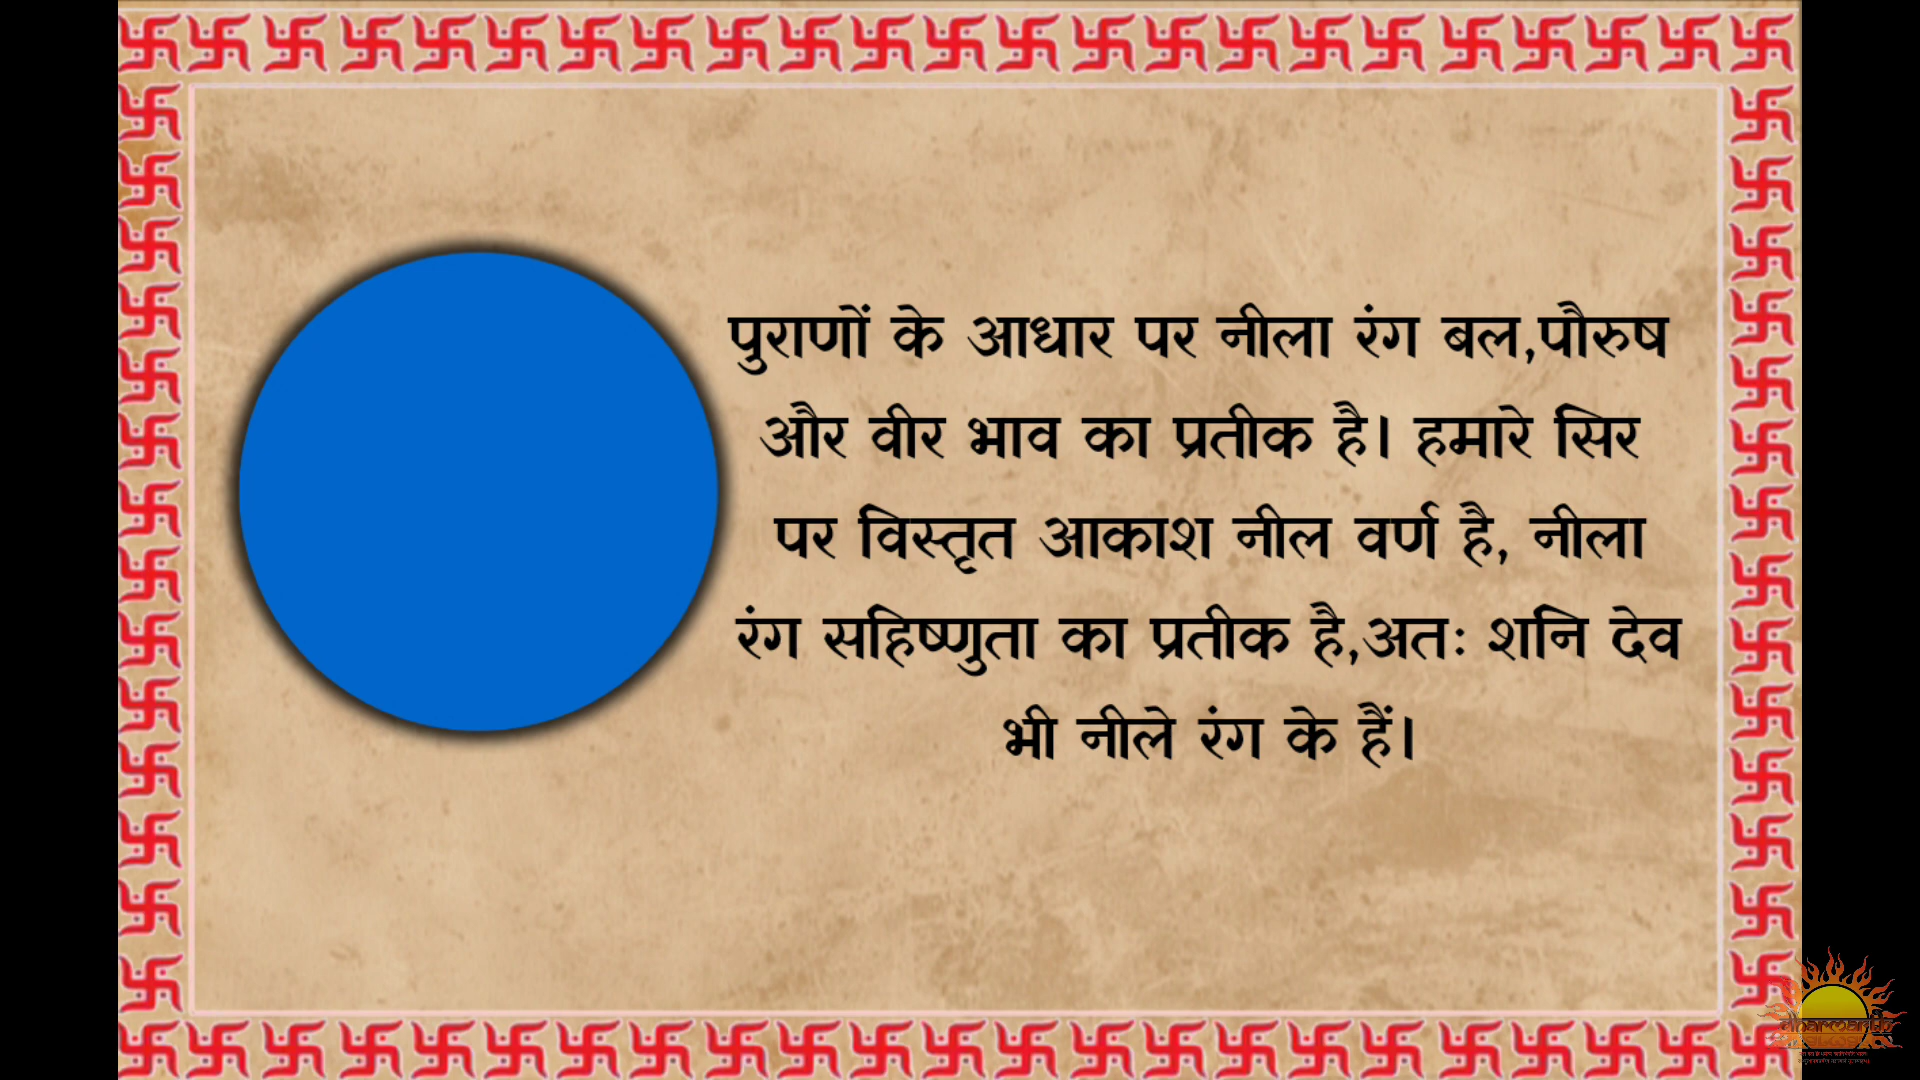 पुराणों के आधार पर नीला रंग बल,पौरुष
और वीर भाव का प्रतीक है। हमारे सिर
पर विस्तृत आकाश नील वर्ण है, नीला
रंग सहिष्णुता का प्रतीक है,अतः शनि देव
भी नीले रंग के हैं।